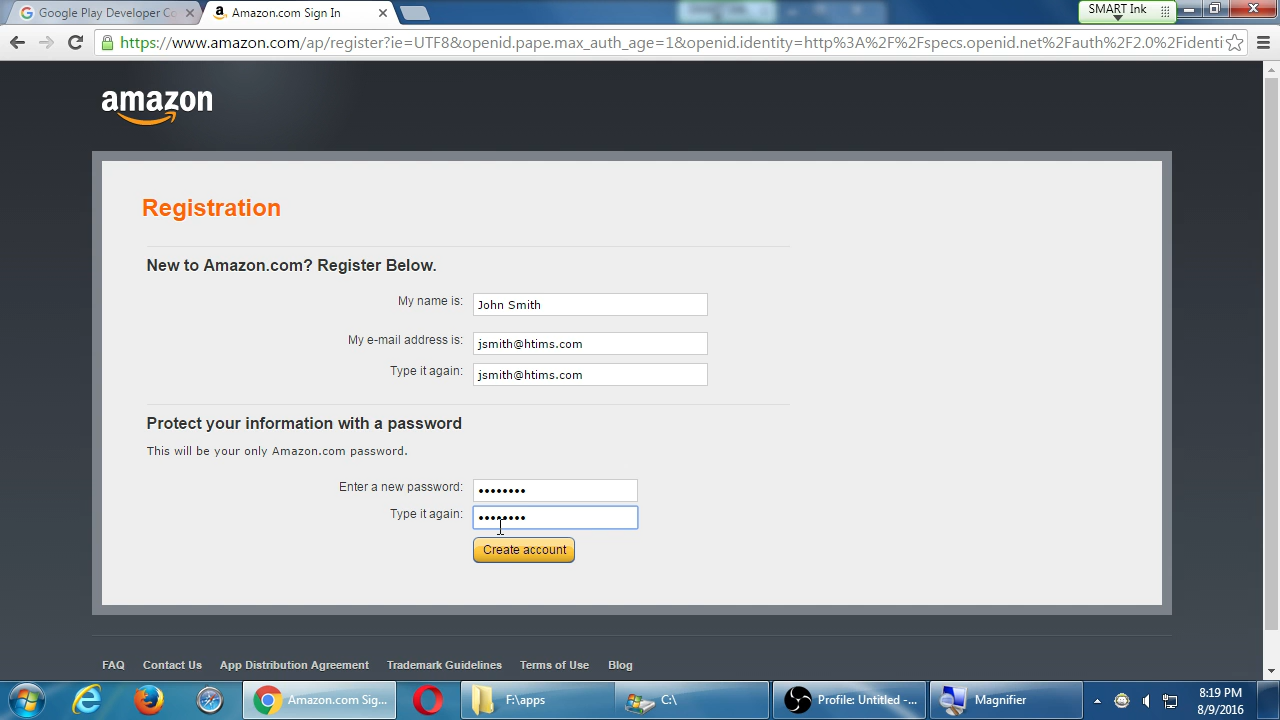 Google Play Developer Co
Amazon.com Sign In
SMART Ink
https://www.amazon.com/ap/register?ie=UTF8&openid.pape.max_auth_age=1&openid.identity=http%3A%2F%2Fspecs.openid.net%2Fauth%2F2.0%2Fidenti
amazon
Registration
New to Amazon.com? Register Below.
My name is: John Smith
My e-mail address is: jsmith@htims.com
Type it again: jsmith@htims.com
Protect your information with a password
This will be your only Amazon.com password.
Enter a new password: ••••••••
Type it again: ••••••••
Create account
FAQ Contact Us App Distribution Agreement Trademark Guidelines Terms of Use Blog
Amazon.com Sig... F:\apps C:\ Profile: Untitled -... Magnifier
8:19 PM
8/9/2016